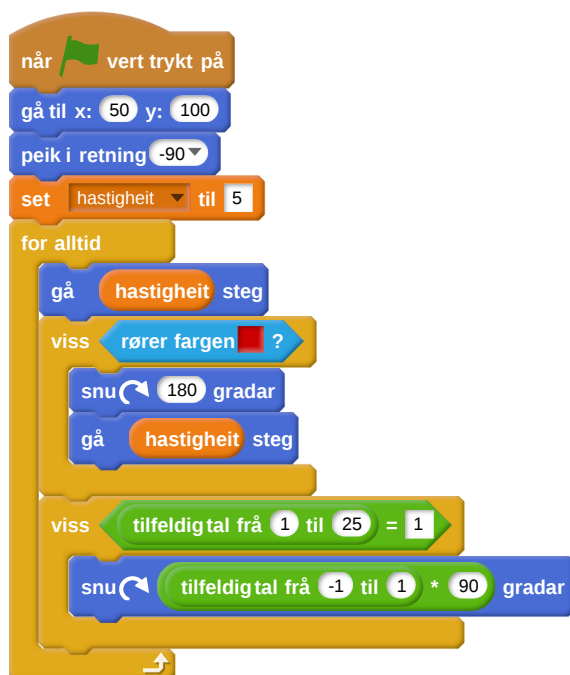 når vert trykt på
gå til x: 50 y: 100
peik i retning -90
set hastigheit til 5
for alltid
gå hastigheit steg
viss rører fargen ?
snu 180 gradar
gå hastigheit steg
viss tilfeldig tal frå 1 til 25 = 1
snu tilfeldig tal frå -1 til 1 * 90 gradar